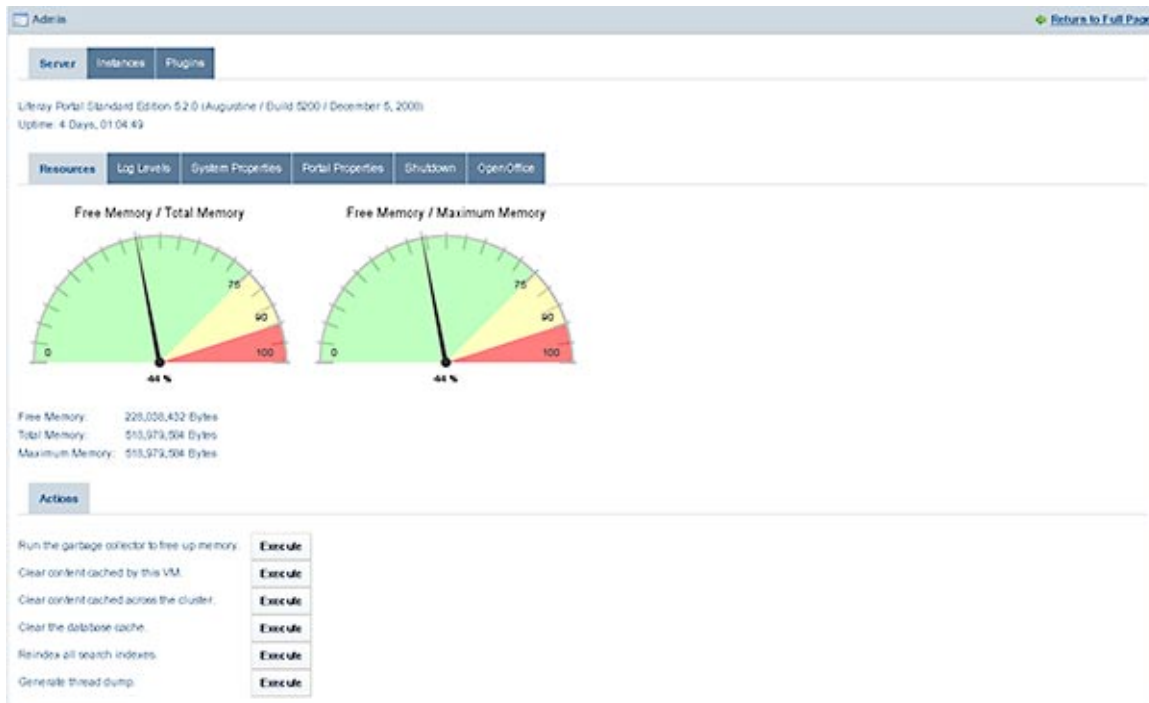 Admin
Return to Full Page
Server Instances Plugins
Liferay Portal Standard Edition 5.2.0 (Augustine / Build 5200 / December 5, 2008)
Uptime: 4 Days, 01:04:49
Resources Log Levels System Properties Portal Properties Shutdown OpenOffice
Free Memory / Total Memory
Free Memory / Maximum Memory
0 75 90 100
44 %
0 75 90 100
44 %
Free Memory: Bytes
Total Memory: Bytes
Maximum Memory: Bytes
Actions
Run the garbage collector to free up memory. Execute
Clear content cached by this VM. Execute
Clear content cached across the cluster. Execute
Clear the database cache. Execute
Reindex all search indexes. Execute
Generate thread dump. Execute